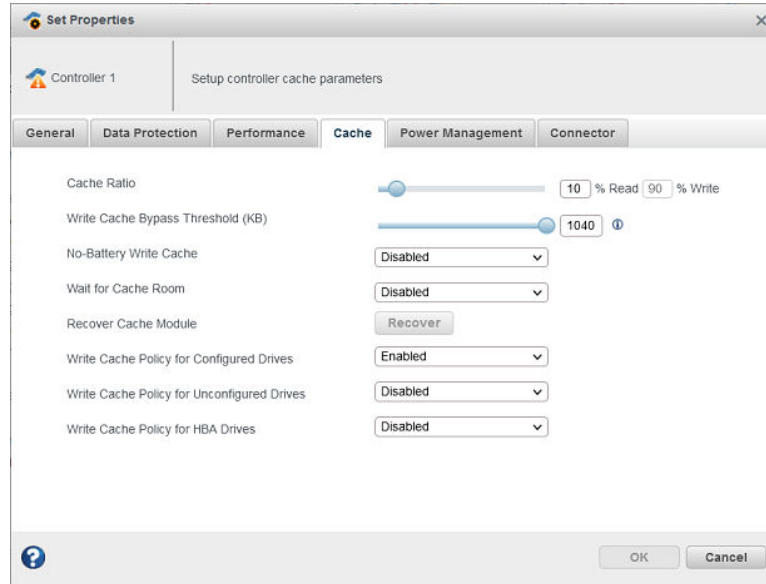 Set Properties
Controller 1
Setup controller cache parameters
General Data Protection Performance Cache Power Management Connector
Cache Ratio 10 % Read 90 % Write
Write Cache Bypass Threshold (KB) 1040
No-Battery Write Cache Disabled
Wait for Cache Room Disabled
Recover Cache Module Recover
Write Cache Policy for Configured Drives Enabled
Write Cache Policy for Unconfigured Drives Disabled
Write Cache Policy for HBA Drives Disabled
OK Cancel